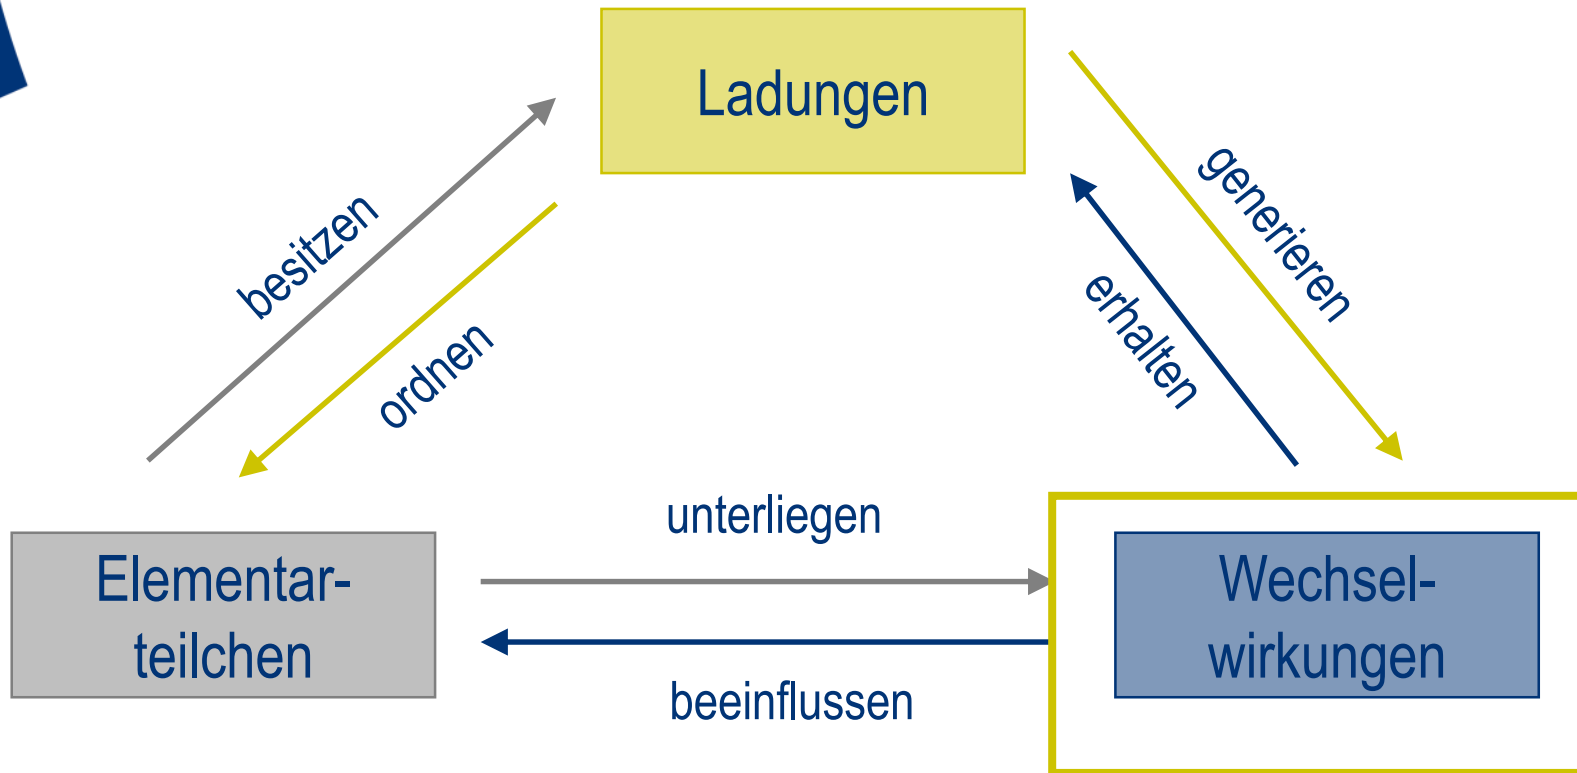 Ladungen
besitzen
ordnen
generieren
erhalten
unterliegen
Elementar-
teilchen
Wechsel-
wirkungen
beeinflussen